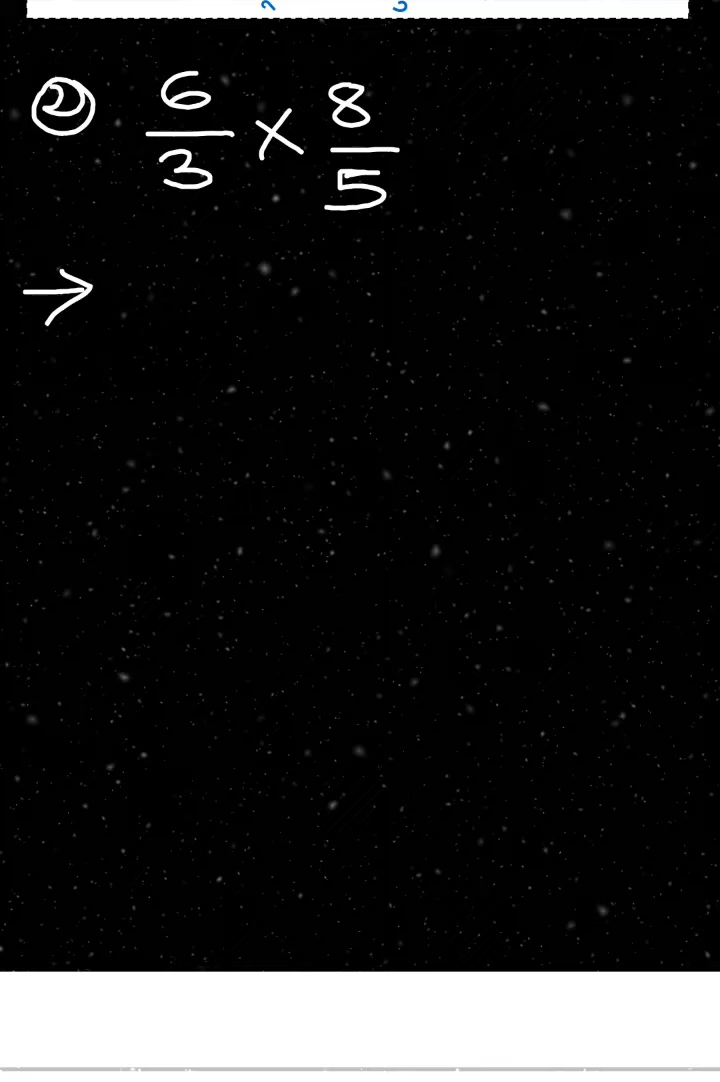 ② 6/3 × 8/5
→